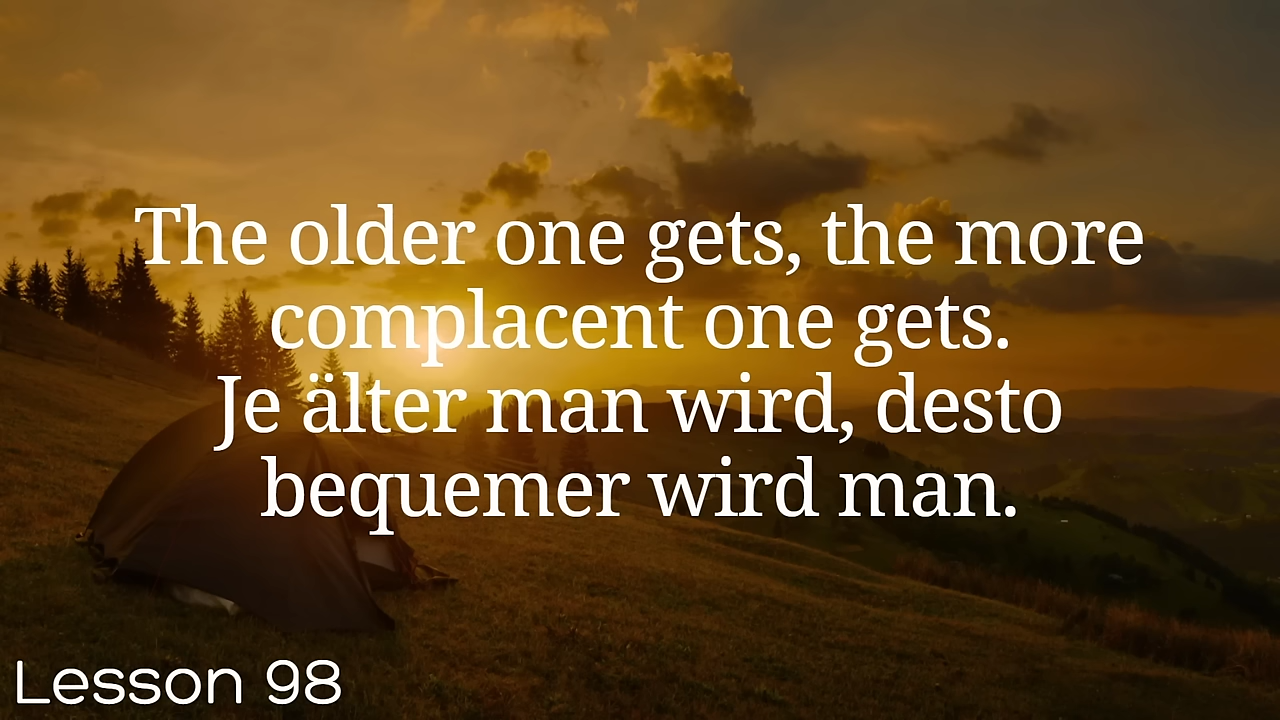 The older one gets, the more
complacent one gets.
Je älter man wird, desto
bequemer wird man.
Lesson 98